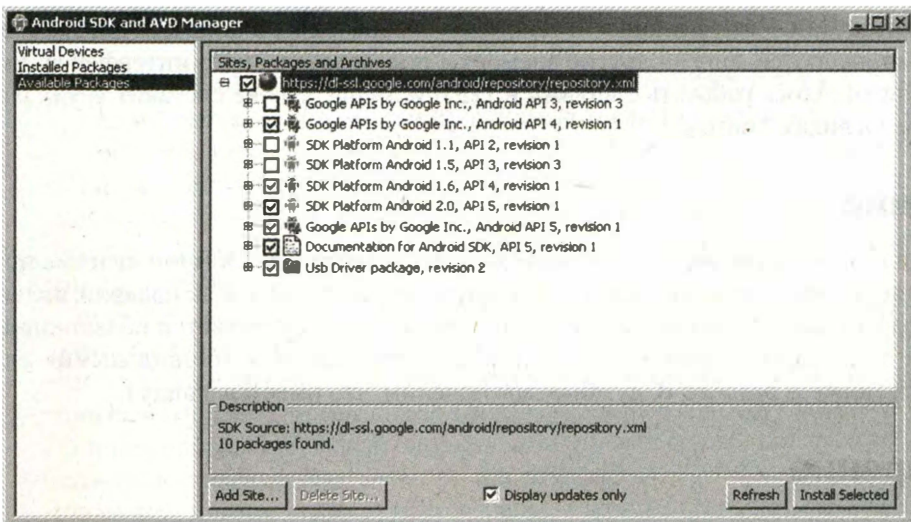 Android SDK and AVD Manager
Virtual Devices
Installed Packages
Available Packages
Sites, Packages and Archives
https://dl-ssl.google.com/android/repository/repository.xml
Google APIs by Google Inc., Android API 3, revision 3
Google APIs by Google Inc., Android API 4, revision 1
SDK Platform Android 1.1, API 2, revision 1
SDK Platform Android 1.5, API 3, revision 3
SDK Platform Android 1.6, API 4, revision 1
SDK Platform Android 2.0, API 5, revision 1
Google APIs by Google Inc., Android API 5, revision 1
Documentation for Android SDK, API 5, revision 1
Usb Driver package, revision 2
Description
SDK Source: https://dl-ssl.google.com/android/repository/repository.xml
10 packages found.
Add Site...
Delete Site...
Display updates only
Refresh
Install Selected